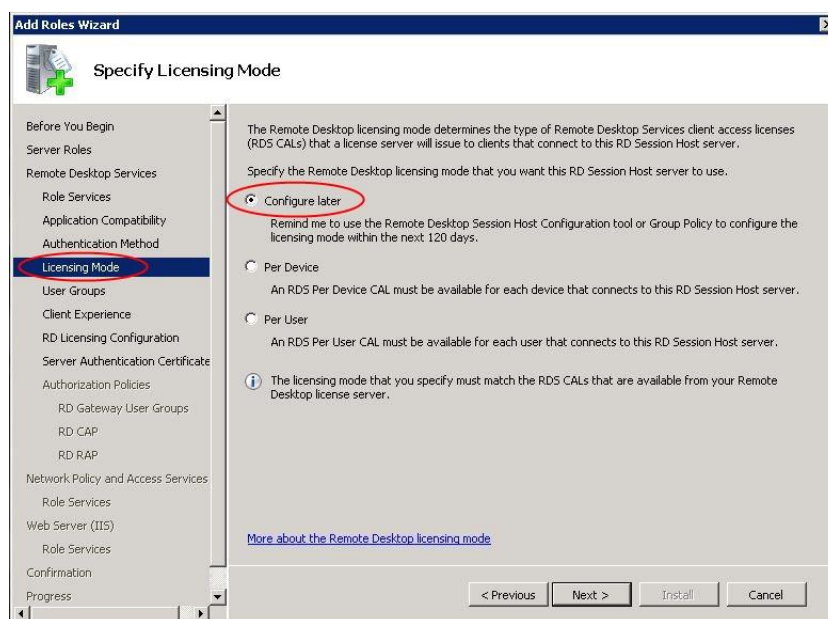 Add Roles Wizard
Specify Licensing Mode
Before You Begin
Server Roles
Remote Desktop Services
Role Services
Application Compatibility
Authentication Method
Licensing Mode
User Groups
Client Experience
RD Licensing Configuration
Server Authentication Certificate
Authorization Policies
RD Gateway User Groups
RD CAP
RD RAP
Network Policy and Access Services
Role Services
Web Server (IIS)
Role Services
Confirmation
Progress
The Remote Desktop licensing mode determines the type of Remote Desktop Services client access licenses
(RDS CALs) that a license server will issue to clients that connect to this RD Session Host server.
Specify the Remote Desktop licensing mode that you want this RD Session Host server to use.
Configure later
Remind me to use the Remote Desktop Session Host Configuration tool or Group Policy to configure the
licensing mode within the next 120 days.
Per Device
An RDS Per Device CAL must be available for each device that connects to this RD Session Host server.
Per User
An RDS Per User CAL must be available for each user that connects to this RD Session Host server.
The licensing mode that you specify must match the RDS CALs that are available from your Remote
Desktop license server.
More about the Remote Desktop licensing mode
< Previous
Next >
Install
Cancel